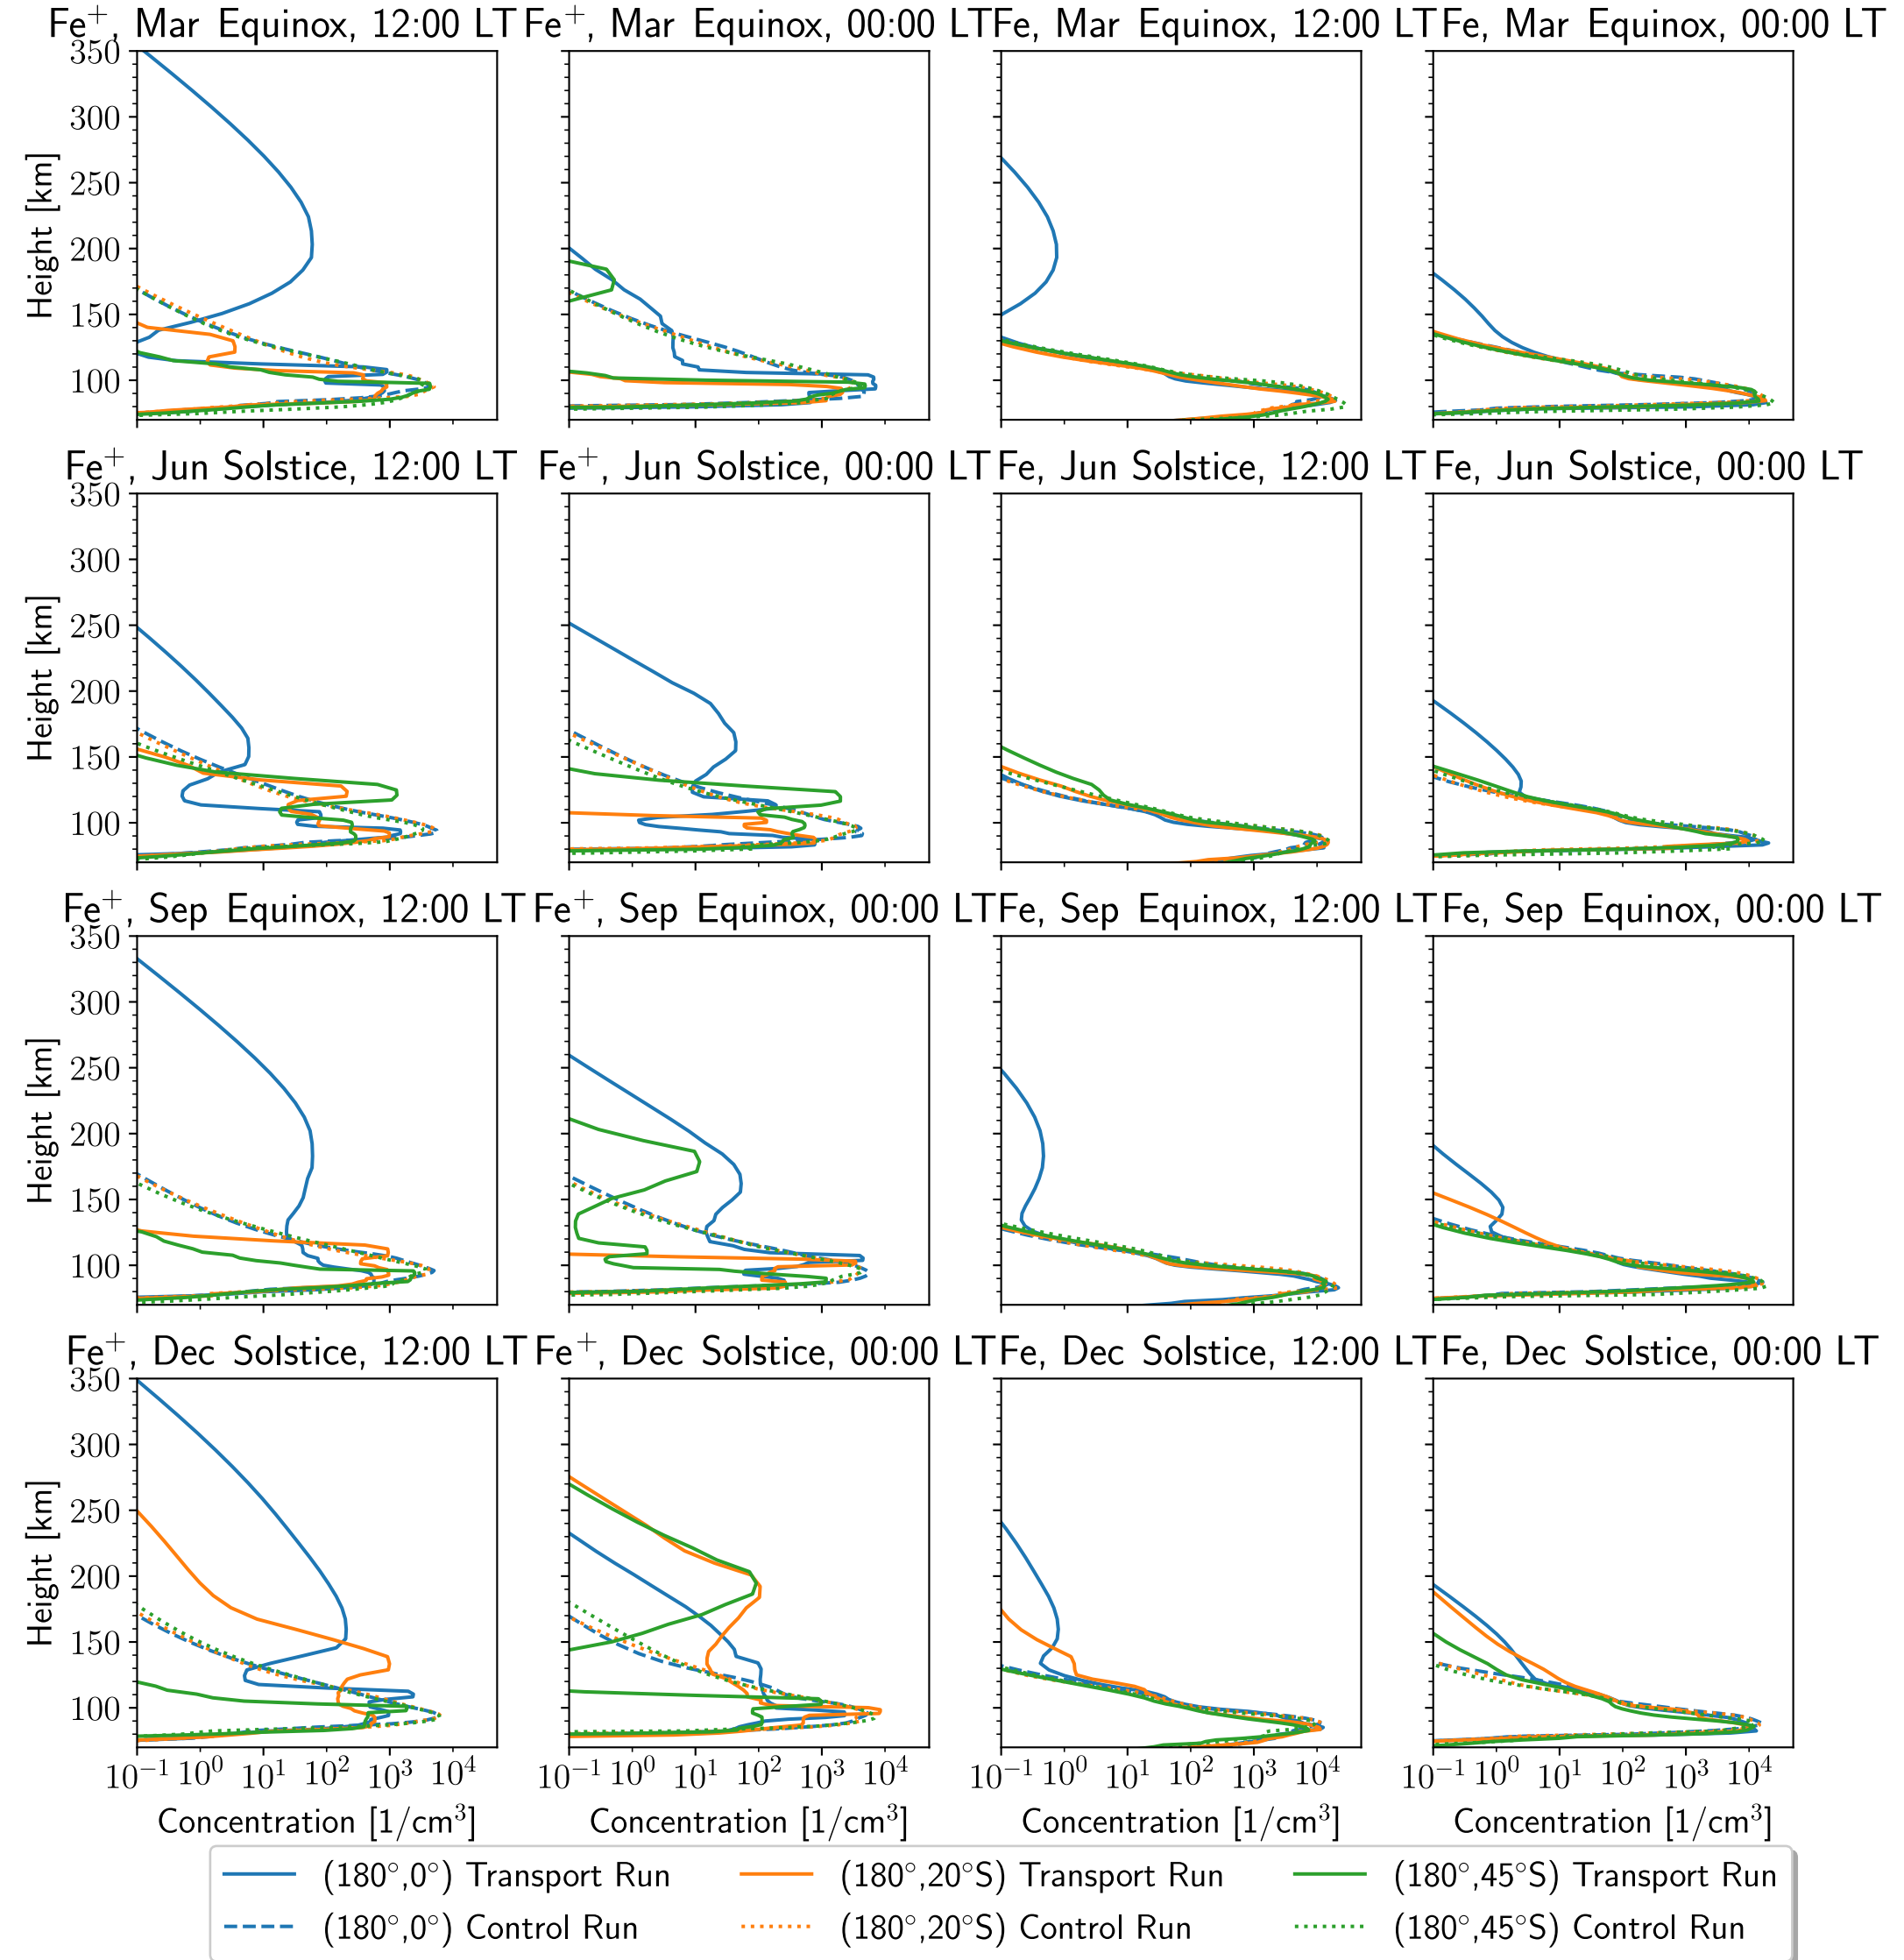 Fe⁺, Mar Equinox, 12:00 LT
Fe⁺, Mar Equinox, 00:00 LT
Fe, Mar Equinox, 12:00 LT
Fe, Mar Equinox, 00:00 LT
Height [km]
350
300
250
200
150
100
Fe⁺, Jun Solstice, 12:00 LT
Fe⁺, Jun Solstice, 00:00 LT
Fe, Jun Solstice, 12:00 LT
Fe, Jun Solstice, 00:00 LT
Height [km]
350
300
250
200
150
100
Fe⁺, Sep Equinox, 12:00 LT
Fe⁺, Sep Equinox, 00:00 LT
Fe, Sep Equinox, 12:00 LT
Fe, Sep Equinox, 00:00 LT
Height [km]
350
300
250
200
150
100
Fe⁺, Dec Solstice, 12:00 LT
Fe⁺, Dec Solstice, 00:00 LT
Fe, Dec Solstice, 12:00 LT
Fe, Dec Solstice, 00:00 LT
Height [km]
350
300
250
200
150
100
10⁻¹ 10⁰ 10¹ 10² 10³ 10⁴
10⁻¹ 10⁰ 10¹ 10² 10³ 10⁴
10⁻¹ 10⁰ 10¹ 10² 10³ 10⁴
10⁻¹ 10⁰ 10¹ 10² 10³ 10⁴
Concentration [1/cm³]
Concentration [1/cm³]
Concentration [1/cm³]
Concentration [1/cm³]
(180°,0°) Transport Run
(180°,20°S) Transport Run
(180°,45°S) Transport Run
(180°,0°) Control Run
(180°,20°S) Control Run
(180°,45°S) Control Run